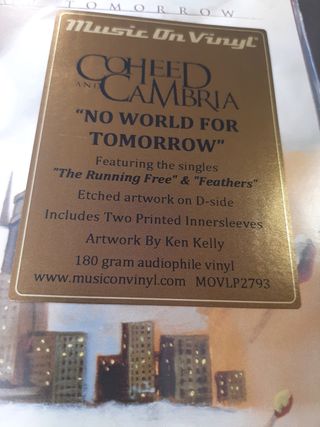 TOMORROW
Music On Vinyl
COHEED
AND CAMBRIA
"NO WORLD FOR
TOMORROW"
Featuring the singles
"The Running Free" & "Feathers"
Etched artwork on D-side
Includes Two Printed Innersleeves
Artwork By Ken Kelly
180 gram audiophile vinyl
www.musiconvinyl.com MOVLP2793